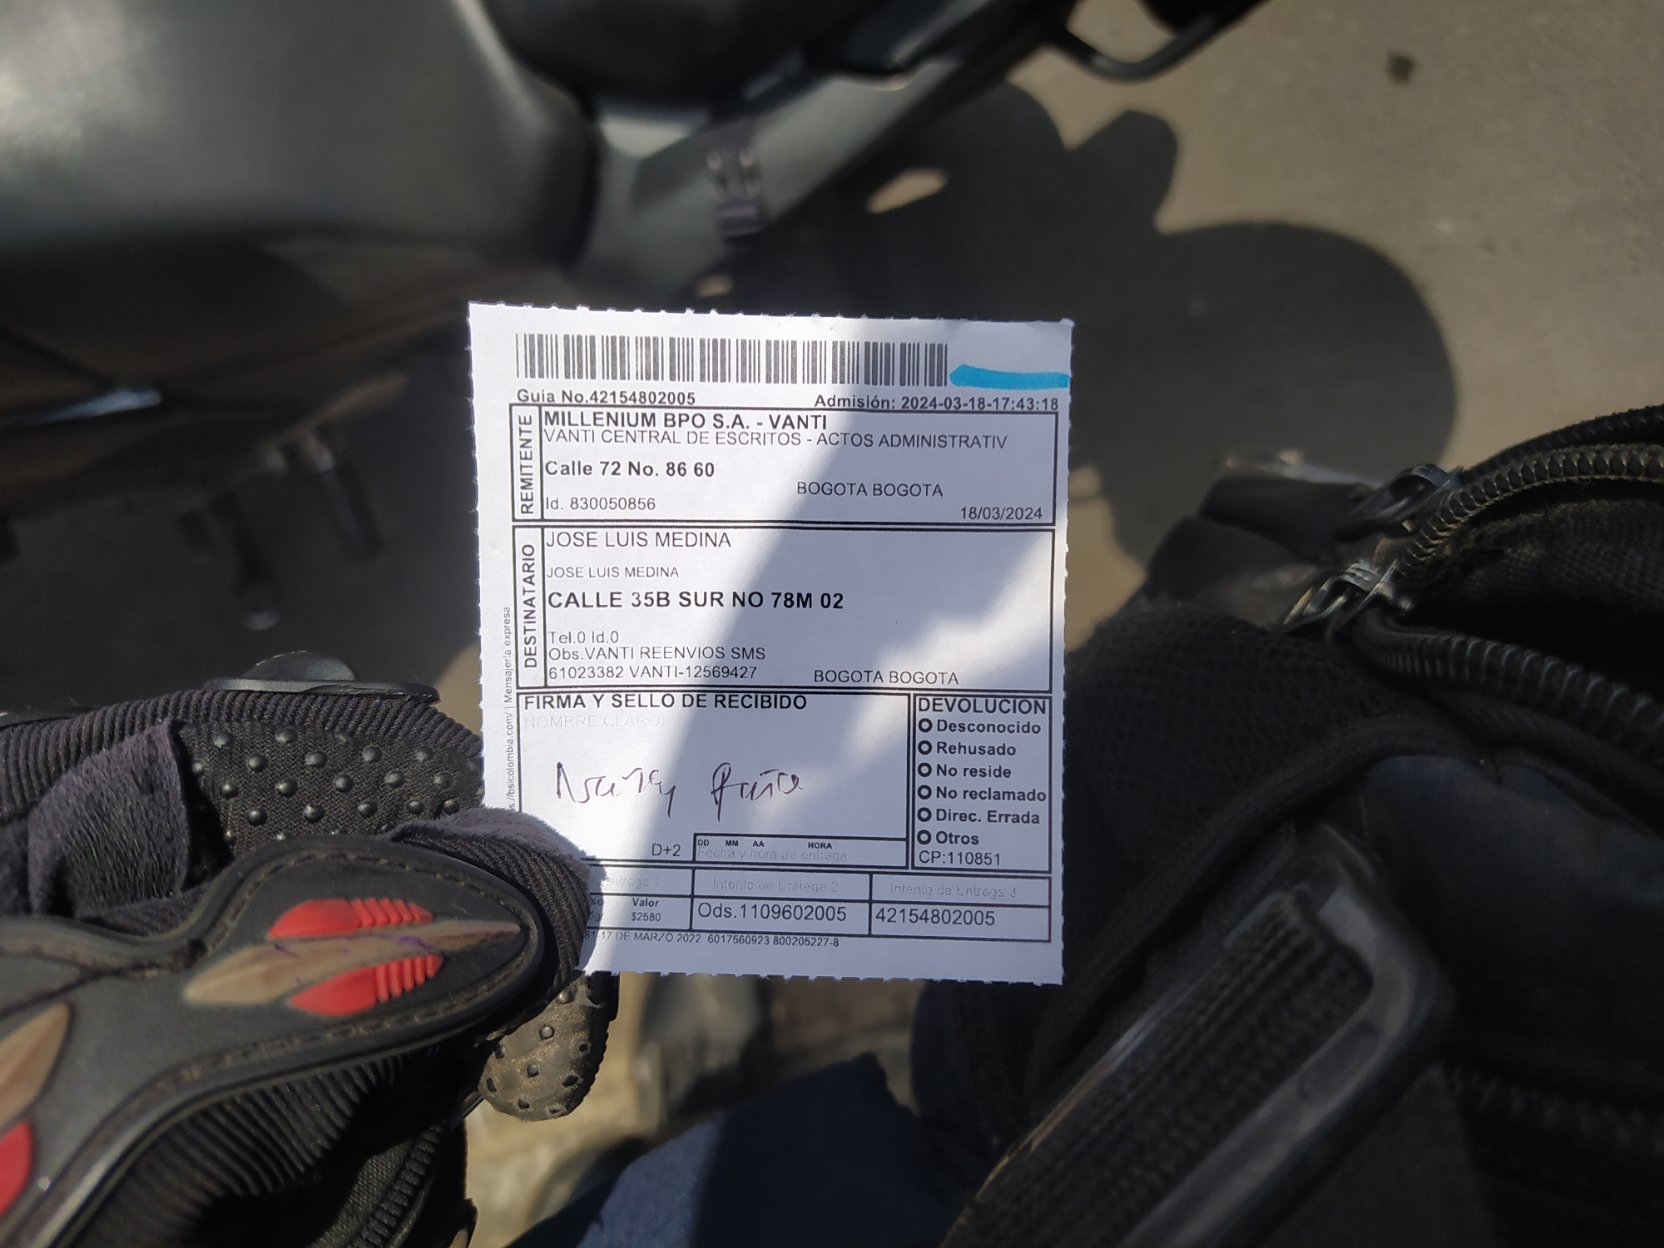 Guia No.42154802005
Admisión: 2024-03-18-17:43:18
REMITENTE
MILLENIUM BPO S.A. - VANTI
VANTI CENTRAL DE ESCRITOS - ACTOS ADMINISTRATIV
Calle 72 No. 86 60
BOGOTA BOGOTA
Id. 830050856
18/03/2024
DESTINATARIO
JOSE LUIS MEDINA
JOSE LUIS MEDINA
CALLE 35B SUR NO 78M 02
Tel.0 Id.0
Obs.VANTI REENVIOS SMS
61023382 VANTI-12569427
BOGOTA BOGOTA
bsicolombia.com/ | Mensajería expresa
FIRMA Y SELLO DE RECIBIDO
NOMBRE CLARO:
DEVOLUCIÓN
Desconocido
Rehusado
No reside
No reclamado
Direc. Errada
Otros
CP:110851
D+2
DD MM AA HORA
Fecha y hora de entrega
Intento de Entrega 2
Intento de Entrega 3
Valor
$2580
Ods.1109602005
42154802005
17 DE MARZO 2022 6017560923 800205227-8